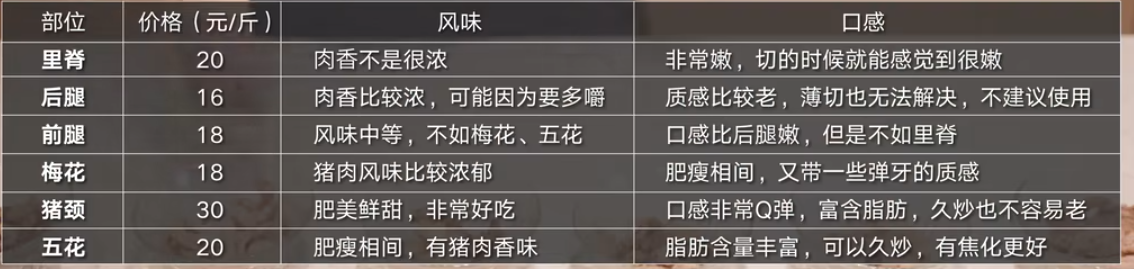 部位 价格（元/斤） 风味 口感
里脊 20 肉香不是很浓 非常嫩，切的时候就能感觉到很嫩
后腿 16 肉香比较浓，可能因为要多嚼 质感比较老，薄切也无法解决，不建议使用
前腿 18 风味中等，不如梅花、五花 口感比后腿嫩，但是不如里脊
梅花 18 猪肉风味比较浓郁 肥瘦相间，又带一些弹牙的质感
猪颈 30 肥美鲜甜，非常好吃 口感非常Q弹，富含脂肪，久炒也不容易老
五花 20 肥瘦相间，有猪肉香味 脂肪含量丰富，可以久炒，有焦化更好